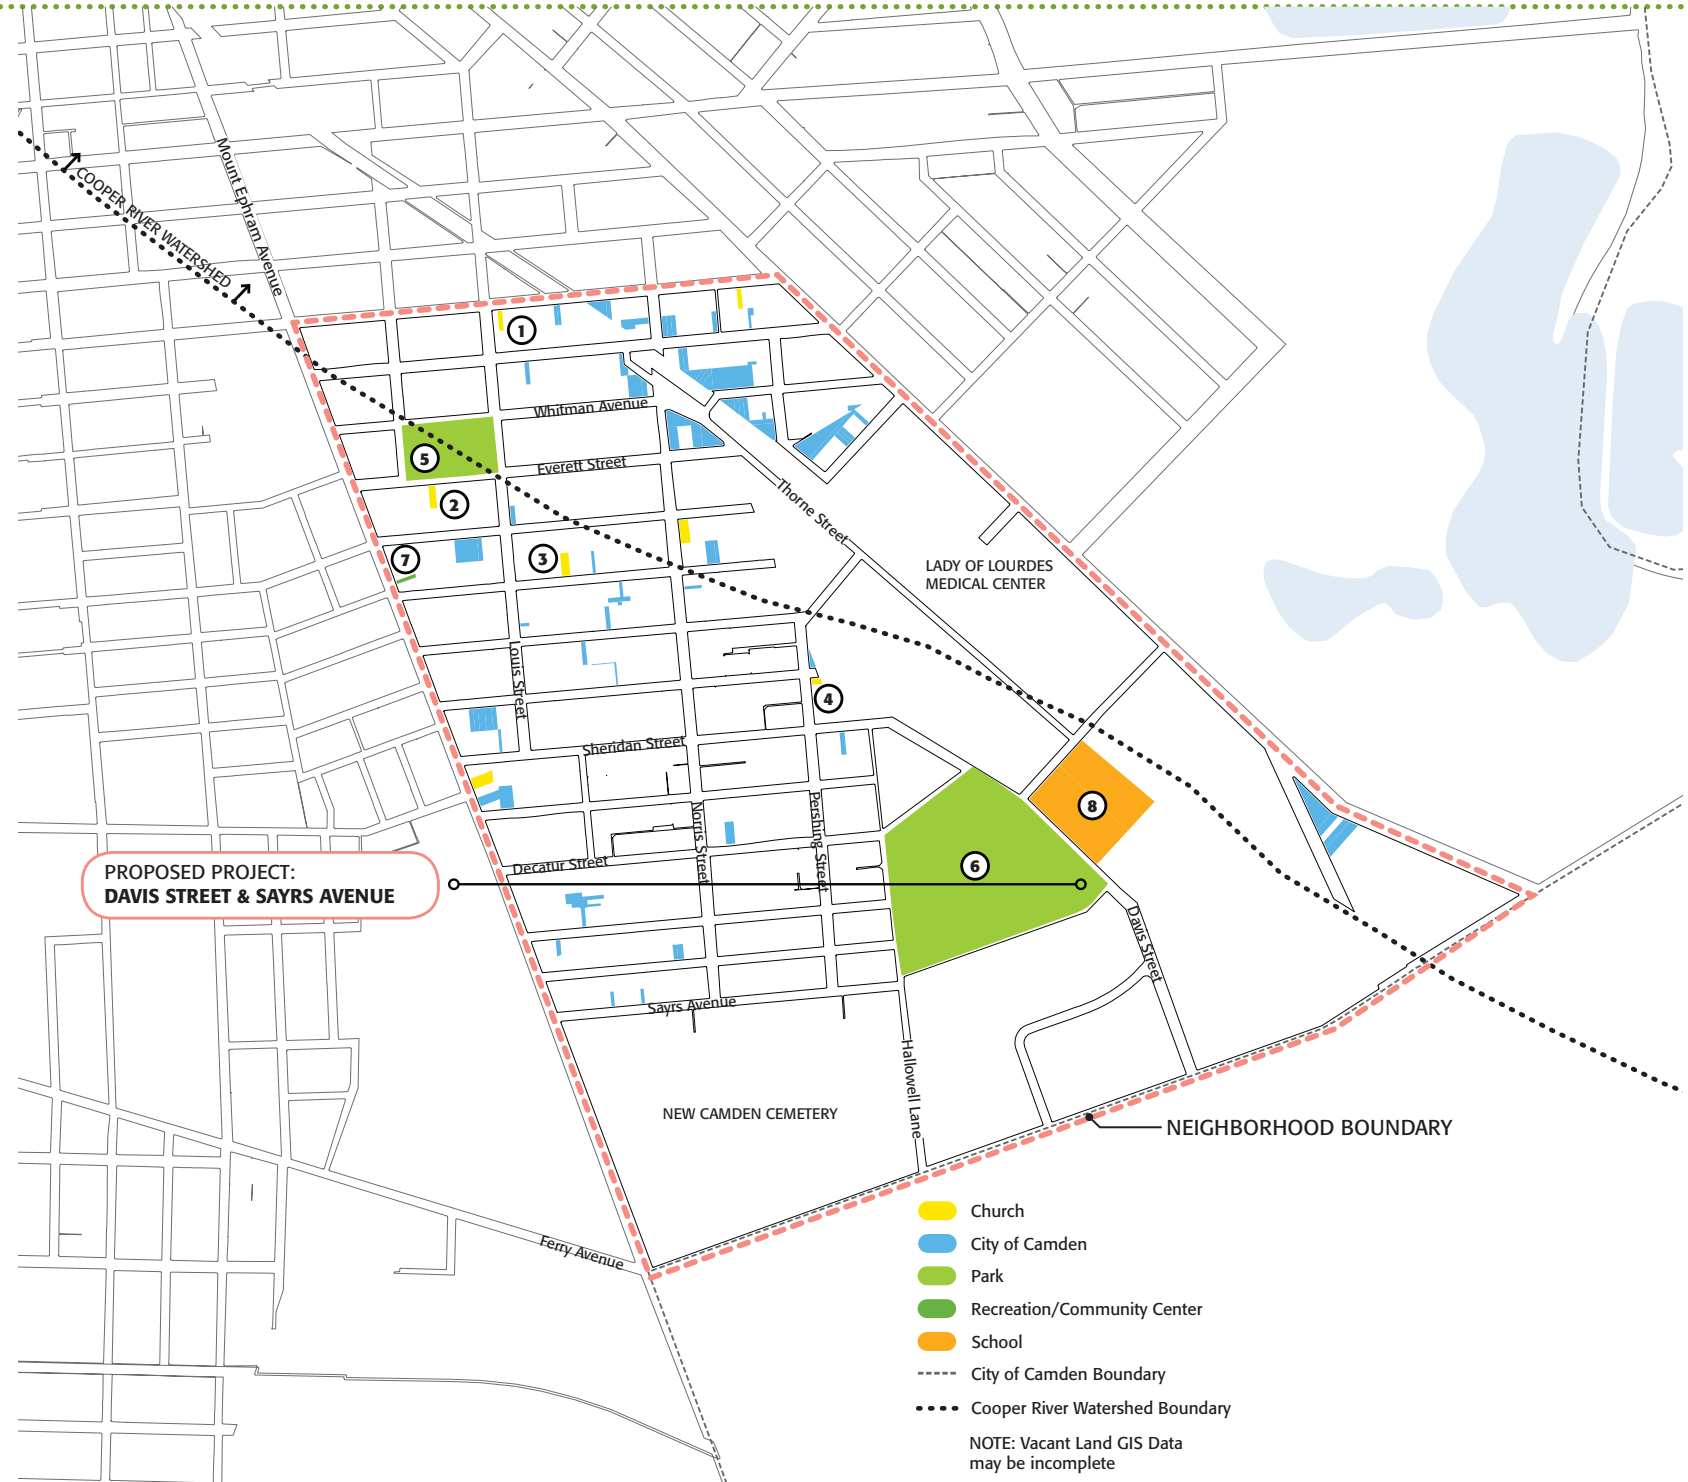 Mount Ephram Avenue
COOPER RIVER WATERSHED
1
Whitman Avenue
5
Everett Street
2
Thorne Street
7
3
LADY OF LOURDES
MEDICAL CENTER
Louis Street
4
Sheridan Street
8
Norris Street
Pershing Street
Decatur Street
6
PROPOSED PROJECT:
DAVIS STREET & SAYRS AVENUE
Davis Street
Sayrs Avenue
Hallowell Lane
NEW CAMDEN CEMETERY
NEIGHBORHOOD BOUNDARY
Ferry Avenue
Church
City of Camden
Park
Recreation/Community Center
School
City of Camden Boundary
Cooper River Watershed Boundary
NOTE: Vacant Land GIS Data
may be incomplete